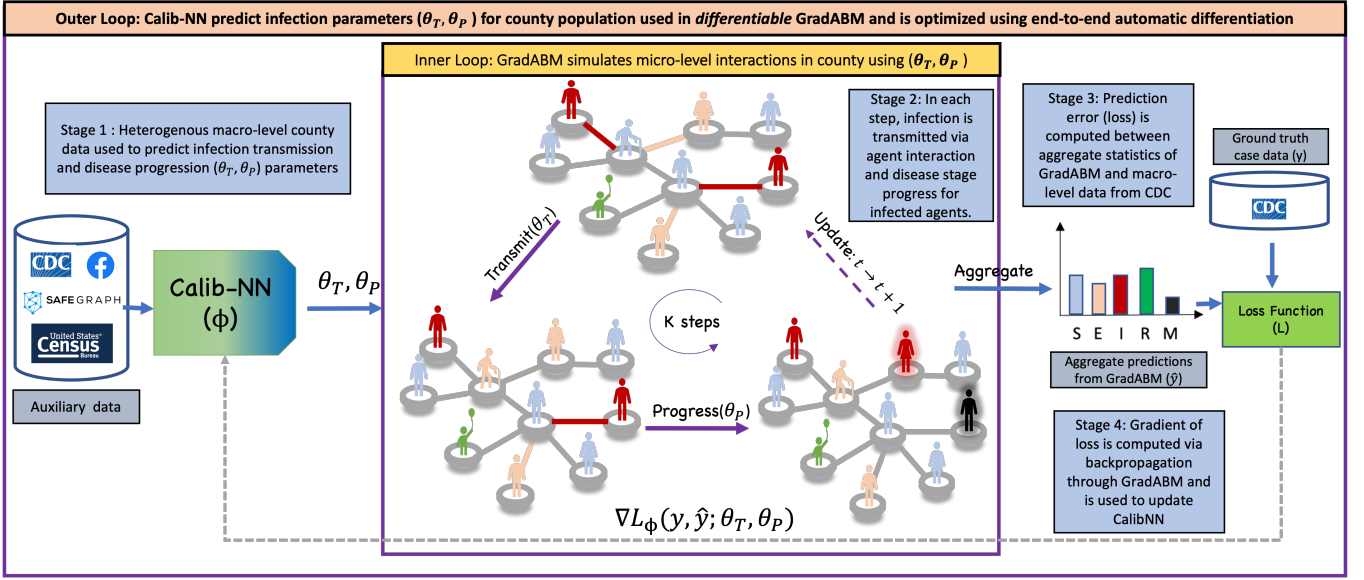 Outer Loop: Calib-NN predict infection parameters (θ_T, θ_P ) for county population used in differentiable GradABM and is optimized using end-to-end automatic differentiation
Inner Loop: GradABM simulates micro-level interactions in county using (θ_T, θ_P )
Stage 1 : Heterogenous macro-level county
data used to predict infection transmission
and disease progression (θ_T, θ_P) parameters
CDC
SAFEGRAPH
United States®
Census
Bureau
Auxiliary data
Calib-NN
(ϕ)
θ_T, θ_P
Transmit(θ_T)
K steps
Progress(θ_P)
Update: t → t + 1
∇L_ϕ(y, ŷ; θ_T, θ_P)
Stage 2: In each
step, infection is
transmitted via
agent interaction
and disease stage
progress for
infected agents.
Aggregate
Stage 3: Prediction
error (loss) is
computed between
aggregate statistics of
GradABM and macro-
level data from CDC
S E I R M
Aggregate predictions
from GradABM (ŷ)
Ground truth
case data (y)
CDC
Loss Function
(L)
Stage 4: Gradient of
loss is computed via
backpropagation
through GradABM and
is used to update
CalibNN